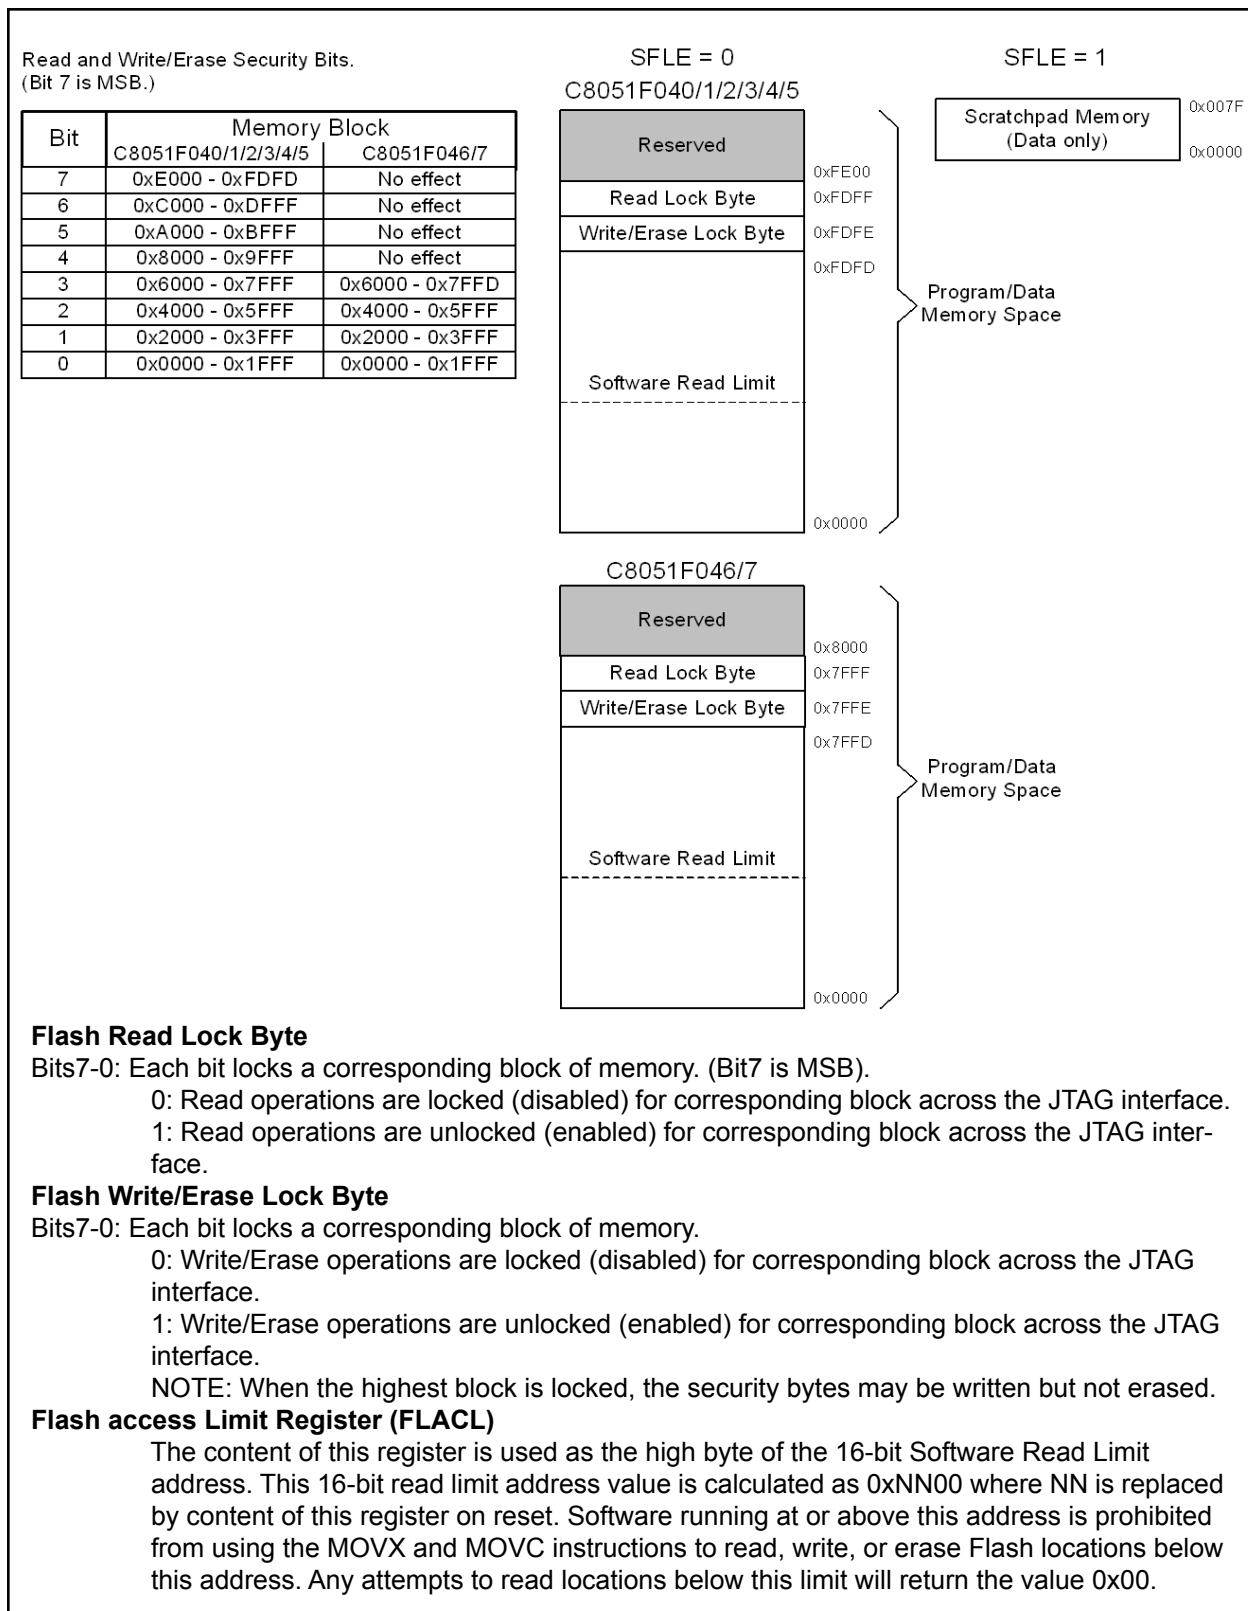 Read and Write/Erase Security Bits.
(Bit 7 is MSB.)
Bit Memory Block
C8051F040/1/2/3/4/5 C8051F046/7
7 0xE000 - 0xFDFD No effect
6 0xC000 - 0xDFFF No effect
5 0xA000 - 0xBFFF No effect
4 0x8000 - 0x9FFF No effect
3 0x6000 - 0x7FFF 0x6000 - 0x7FFD
2 0x4000 - 0x5FFF 0x4000 - 0x5FFF
1 0x2000 - 0x3FFF 0x2000 - 0x3FFF
0 0x0000 - 0x1FFF 0x0000 - 0x1FFF
SFLE = 0
C8051F040/1/2/3/4/5
Reserved
0xFE00
Read Lock Byte 0xFDFF
Write/Erase Lock Byte 0xFDFE
0xFDFD
Software Read Limit
0x0000
Program/Data
Memory Space
SFLE = 1
Scratchpad Memory
(Data only)
0x007F
0x0000
C8051F046/7
Reserved
0x8000
Read Lock Byte 0x7FFF
Write/Erase Lock Byte 0x7FFE
0x7FFD
Software Read Limit
0x0000
Program/Data
Memory Space
Flash Read Lock Byte
Bits7-0: Each bit locks a corresponding block of memory. (Bit7 is MSB).
0: Read operations are locked (disabled) for corresponding block across the JTAG interface.
1: Read operations are unlocked (enabled) for corresponding block across the JTAG inter-
face.
Flash Write/Erase Lock Byte
Bits7-0: Each bit locks a corresponding block of memory.
0: Write/Erase operations are locked (disabled) for corresponding block across the JTAG
interface.
1: Write/Erase operations are unlocked (enabled) for corresponding block across the JTAG
interface.
NOTE: When the highest block is locked, the security bytes may be written but not erased.
Flash access Limit Register (FLACL)
The content of this register is used as the high byte of the 16-bit Software Read Limit
address. This 16-bit read limit address value is calculated as 0xNN00 where NN is replaced
by content of this register on reset. Software running at or above this address is prohibited
from using the MOVX and MOVC instructions to read, write, or erase Flash locations below
this address. Any attempts to read locations below this limit will return the value 0x00.